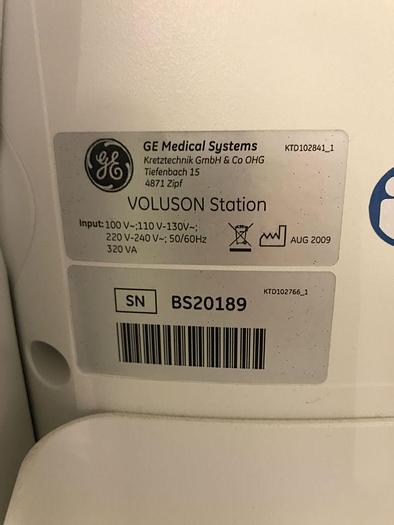 GE
GE Medical Systems
KTD102841_1
Kretztechnik GmbH & Co OHG
Tiefenbach 15
4871 Zipf
VOLUSON Station
Input: 100 V~;110 V-130V~;
220 V-240 V~; 50/60Hz
320 VA
AUG 2009
KTD102766_1
SN BS20189